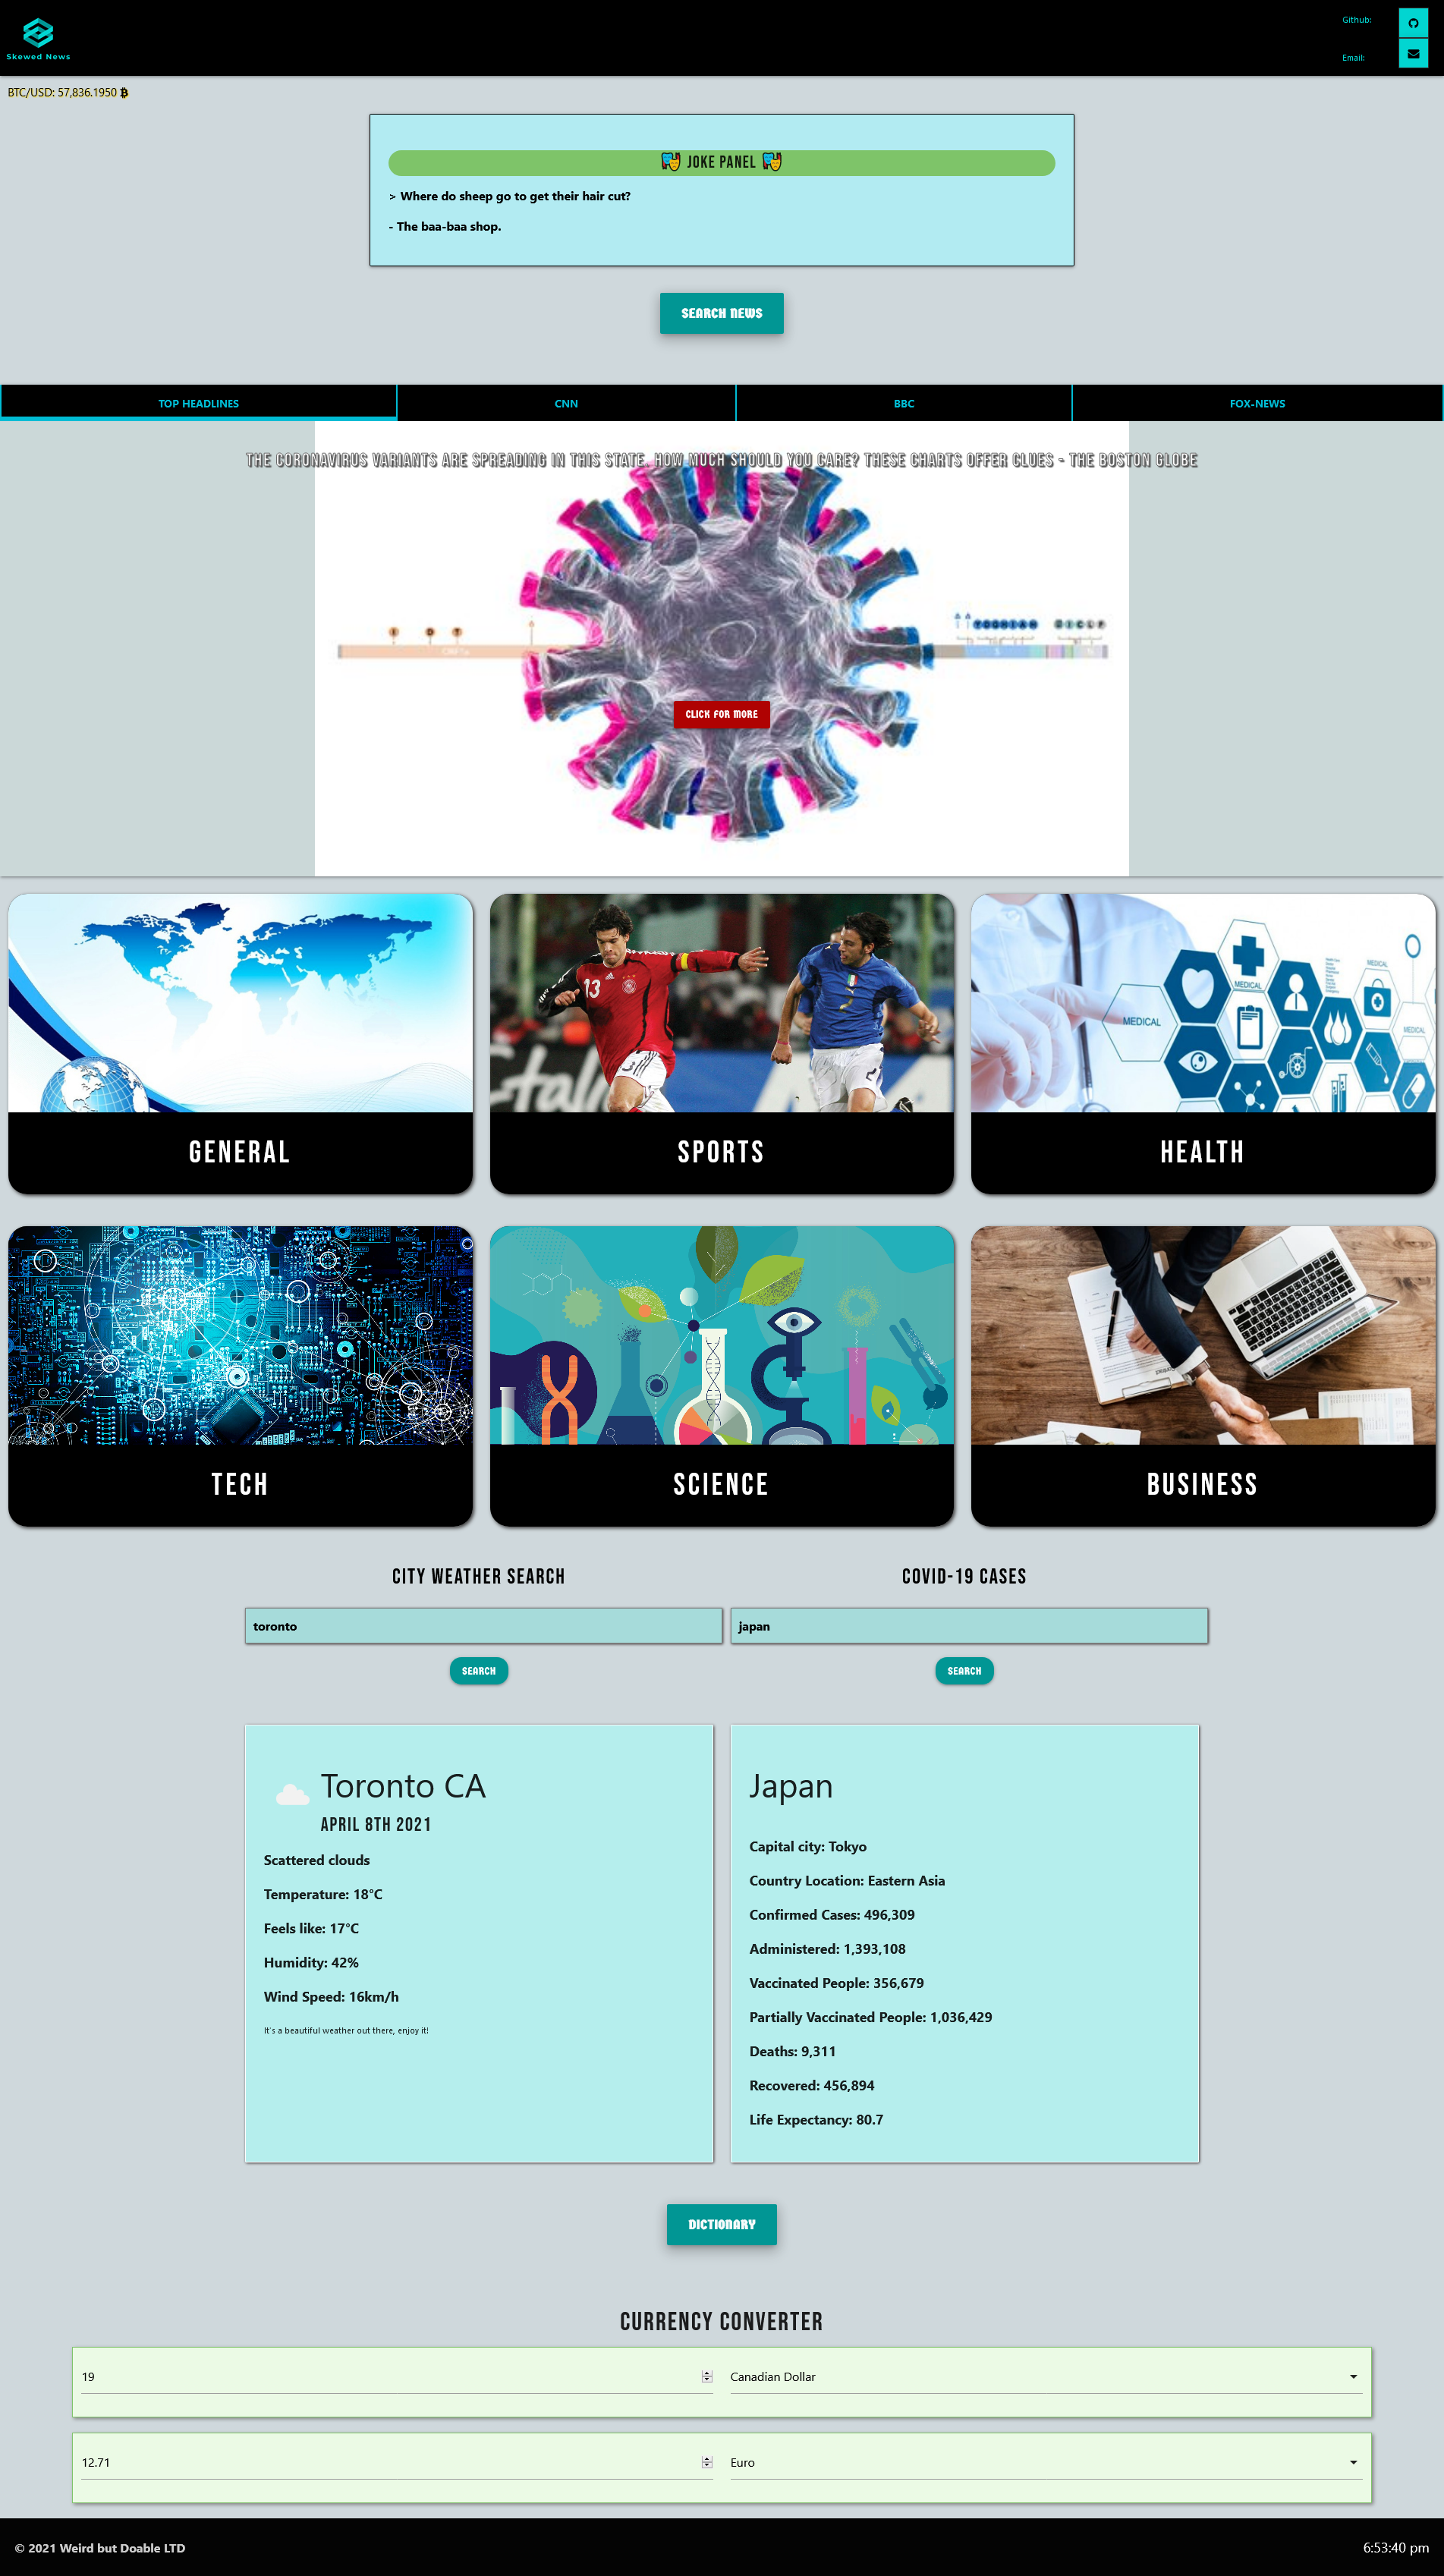 Skewed News
Github:
Email:
BTC/USD: 57,836.1950
JOKE PANEL
> Where do sheep go to get their hair cut?
- The baa-baa shop.
SEARCH NEWS
TOP HEADLINES
CNN
BBC
FOX-NEWS
THE CORONAVIRUS VARIANTS ARE SPREADING IN THIS STATE. HOW MUCH SHOULD YOU CARE? THESE CHARTS OFFER CLUES - THE BOSTON GLOBE
CLICK FOR MORE
13
MEDICAL
MEDICAL
MEDICAL
MEDICAL
GENERAL
SPORTS
HEALTH
TECH
SCIENCE
BUSINESS
CITY WEATHER SEARCH
COVID-19 CASES
toronto
japan
SEARCH
SEARCH
Toronto CA
APRIL 8TH 2021
Scattered clouds
Temperature: 18°C
Feels like: 17°C
Humidity: 42%
Wind Speed: 16km/h
It's a beautiful weather out there, enjoy it!
Japan
Capital city: Tokyo
Country Location: Eastern Asia
Confirmed Cases: 496,309
Administered: 1,393,108
Vaccinated People: 356,679
Partially Vaccinated People: 1,036,429
Deaths: 9,311
Recovered: 456,894
Life Expectancy: 80.7
DICTIONARY
CURRENCY CONVERTER
19
Canadian Dollar
12.71
Euro
© 2021 Weird but Doable LTD
6:53:40 pm